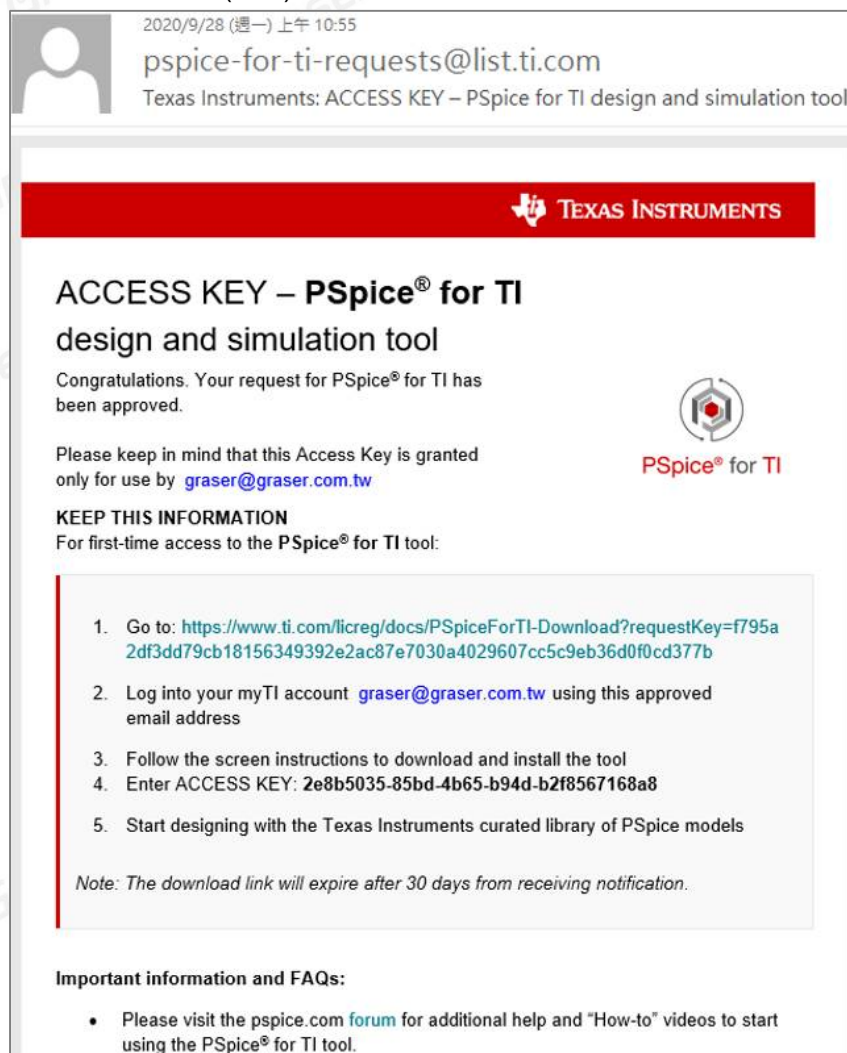 2020/9/28 (週一) 上午 10:55
pspice-for-ti-requests@list.ti.com
Texas Instruments: ACCESS KEY – PSpice for TI design and simulation tool
TEXAS INSTRUMENTS
ACCESS KEY – PSpice® for TI
design and simulation tool
Congratulations. Your request for PSpice® for TI has
been approved.
Please keep in mind that this Access Key is granted
only for use by graser@graser.com.tw
PSpice® for TI
KEEP THIS INFORMATION
For first-time access to the PSpice® for TI tool:
1. Go to: https://www.ti.com/licreg/docs/PSpiceForTI-Download?requestKey=f795a
2df3dd79cb18156349392e2ac87e7030a4029607cc5c9eb36d0f0cd377b
2. Log into your myTI account graser@graser.com.tw using this approved
email address
3. Follow the screen instructions to download and install the tool
4. Enter ACCESS KEY: 2e8b5035-85bd-4b65-b94d-b2f8567168a8
5. Start designing with the Texas Instruments curated library of PSpice models
Note: The download link will expire after 30 days from receiving notification.
Important information and FAQs:
• Please visit the pspice.com forum for additional help and “How-to” videos to start
using the PSpice® for TI tool.